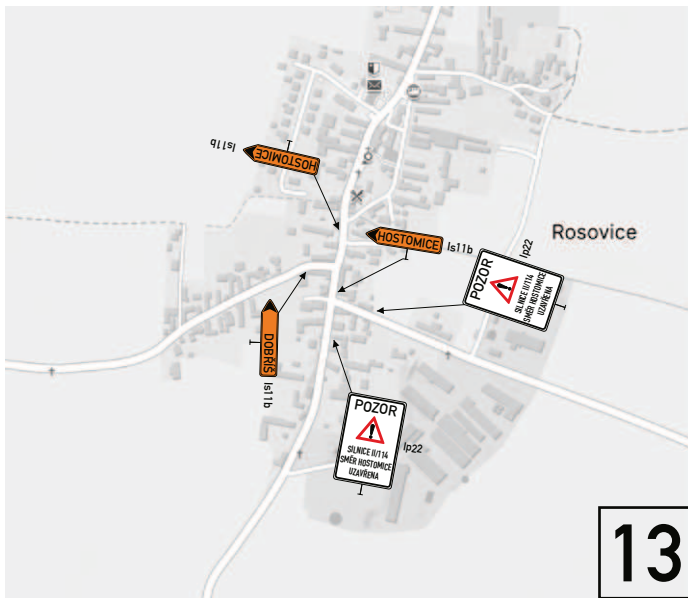 HOSTOMICE
Is11b
HOSTOMICE
Is11b
Rosovice
POZOR
SILNICE II/114
SMĚR HOSTOMICE
UZAVŘENA
Ip22
DOBŘÍŠ
Is11b
POZOR
SILNICE II/114
SMĚR HOSTOMICE
UZAVŘENA
Ip22
13